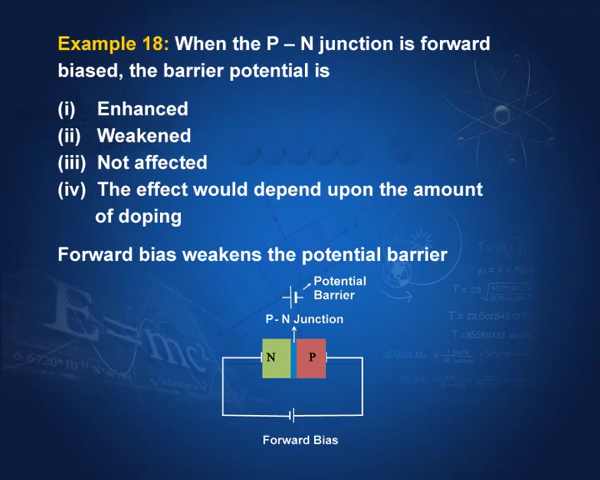 Example 18: When the P – N junction is forward
biased, the barrier potential is
(i) Enhanced
(ii) Weakened
(iii) Not affected
(iv) The effect would depend upon the amount
of doping
Forward bias weakens the potential barrier
Potential
Barrier
P - N Junction
N P
Forward Bias
E=mc²